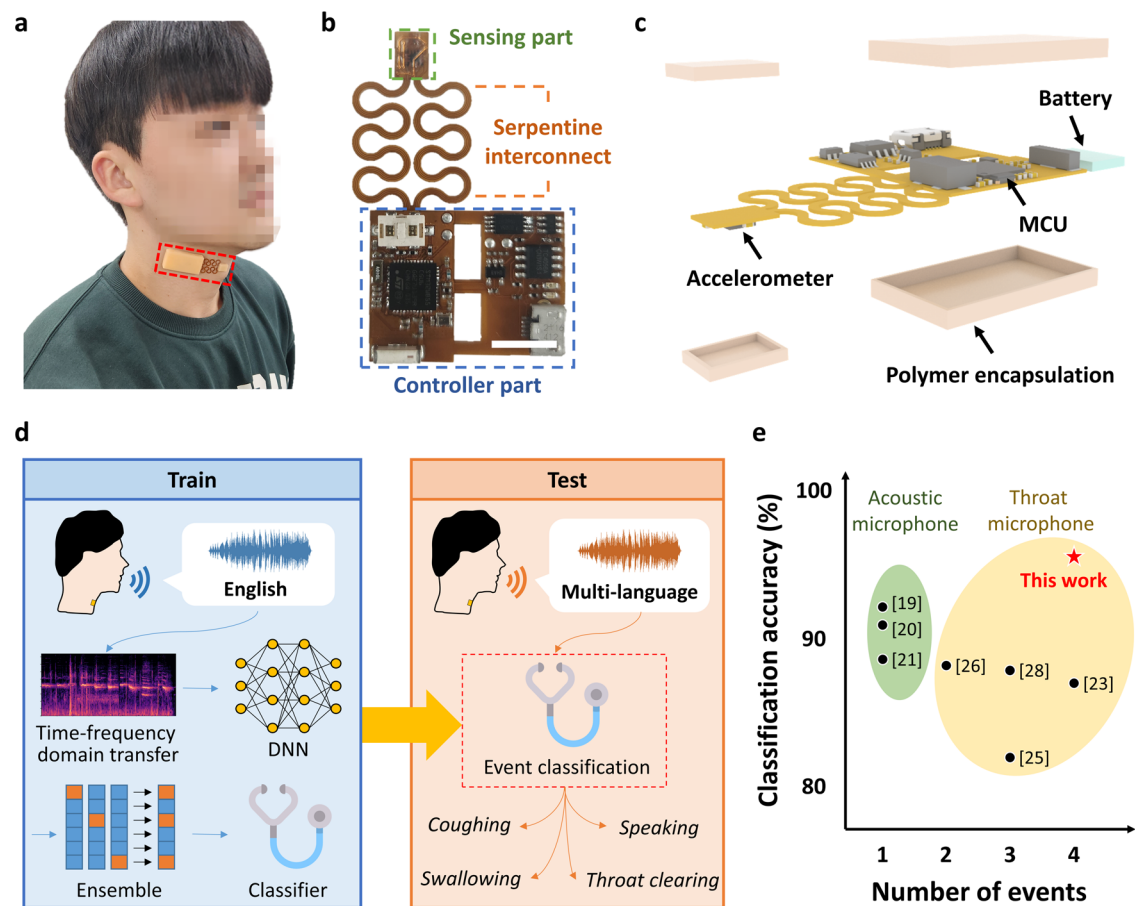 a
b
Sensing part
Serpentine
interconnect
Controller part
c
Battery
MCU
Accelerometer
Polymer encapsulation
d
Train
English
Time-frequency
domain transfer
DNN
Ensemble
Classifier
Test
Multi-language
Event classification
Coughing
Speaking
Swallowing
Throat clearing
e
Classification accuracy (%)
100
90
80
Acoustic
microphone
Throat
microphone
This work
[19]
[20]
[21]
[26]
[28]
[23]
[25]
1
2
3
4
Number of events